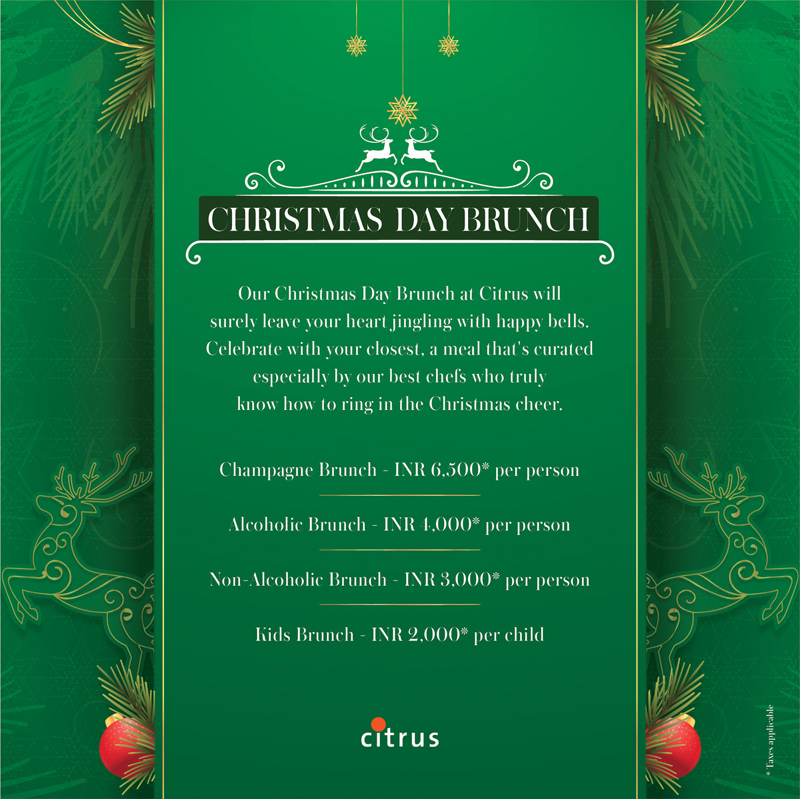 CHRISTMAS DAY BRUNCH
Our Christmas Day Brunch at Citrus will
surely leave your heart jingling with happy bells.
Celebrate with your closest, a meal that's curated
especially by our best chefs who truly
know how to ring in the Christmas cheer.
Champagne Brunch - INR 6,500* per person
Alcoholic Brunch - INR 4,000* per person
Non-Alcoholic Brunch - INR 3,000* per person
Kids Brunch - INR 2,000* per child
citrus
* Taxes applicable